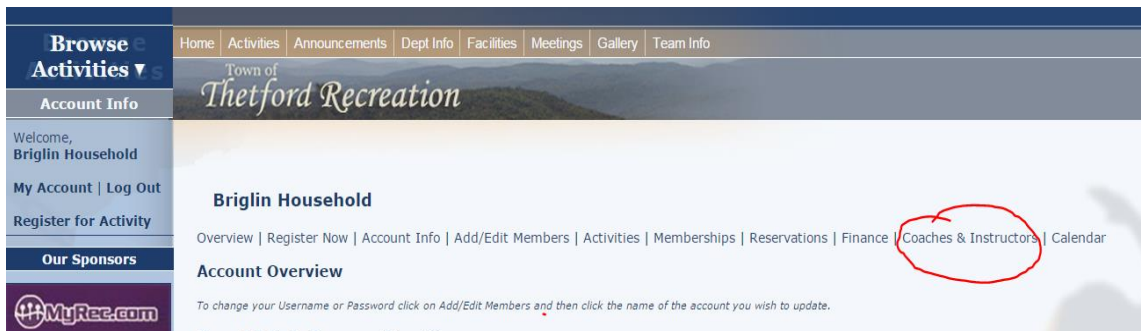 Browse
Activities ▼
Home Activities Announcements Dept Info Facilities Meetings Gallery Team Info
Town of
Thetford Recreation
Account Info
Welcome,
Briglin Household
My Account | Log Out
Register for Activity
Our Sponsors
MyRec.com
Briglin Household
Overview | Register Now | Account Info | Add/Edit Members | Activities | Memberships | Reservations | Finance | Coaches & Instructors | Calendar
Account Overview
To change your Username or Password click on Add/Edit Members and then click the name of the account you wish to update.